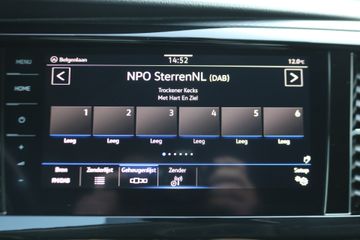 MENU
Belgenlaan 14:52 12.0°C
HOME
NPO SterrenNL (DAB)
Trockener Kecks
Met Hart En Ziel
1 2 3 4 5 6
Leeg Leeg Leeg Leeg Leeg Leeg
Bron Zenderlijst Geheugenlijst Zender Setup
DAB